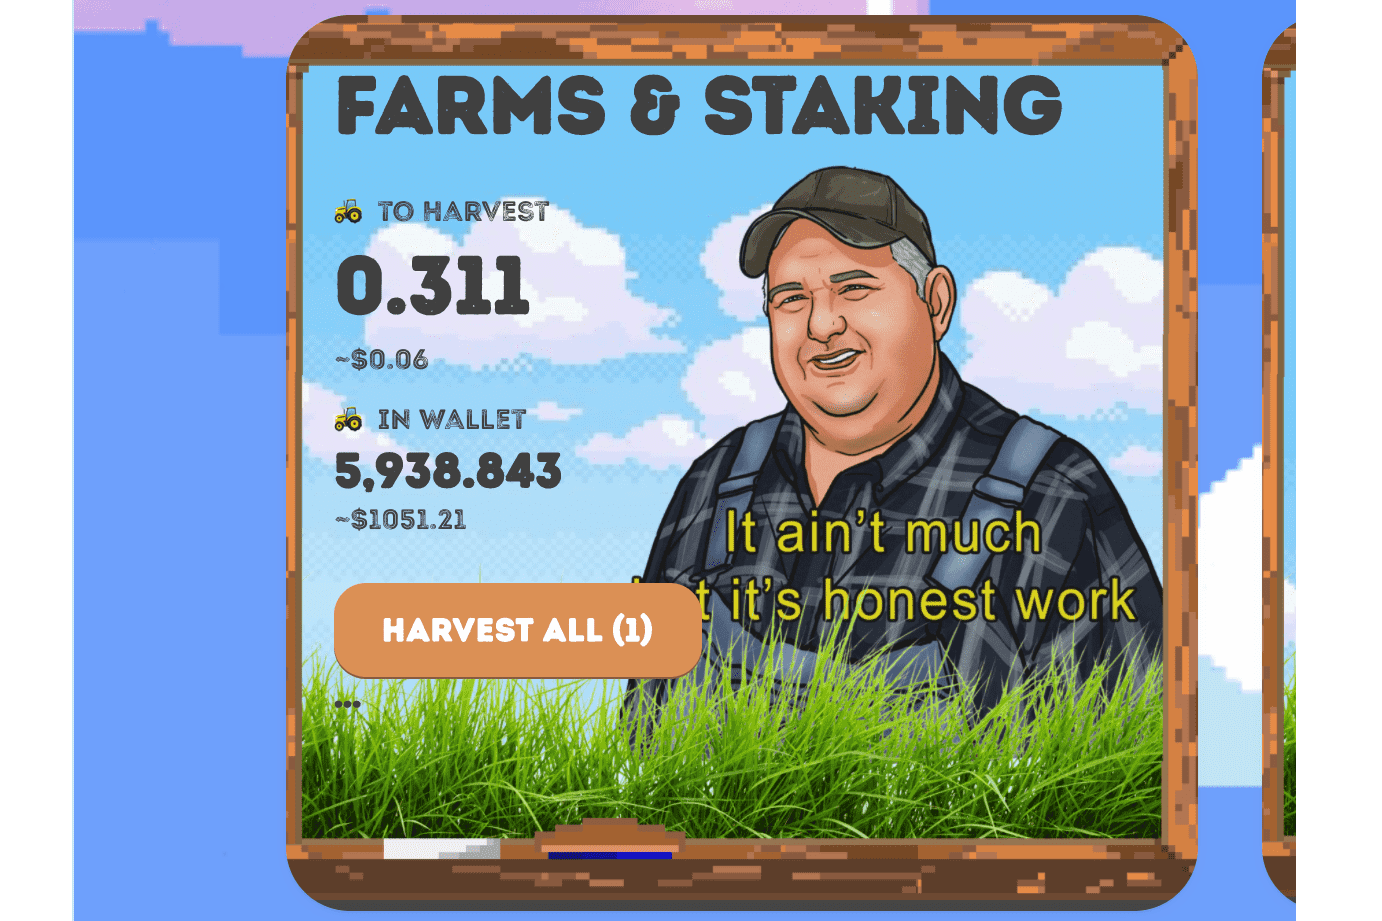 FARMS & STAKING
TO HARVEST
0.311
~$0.06
IN WALLET
5,938.843
~$1051.21
It ain't much
it's honest work
HARVEST ALL (1)
...